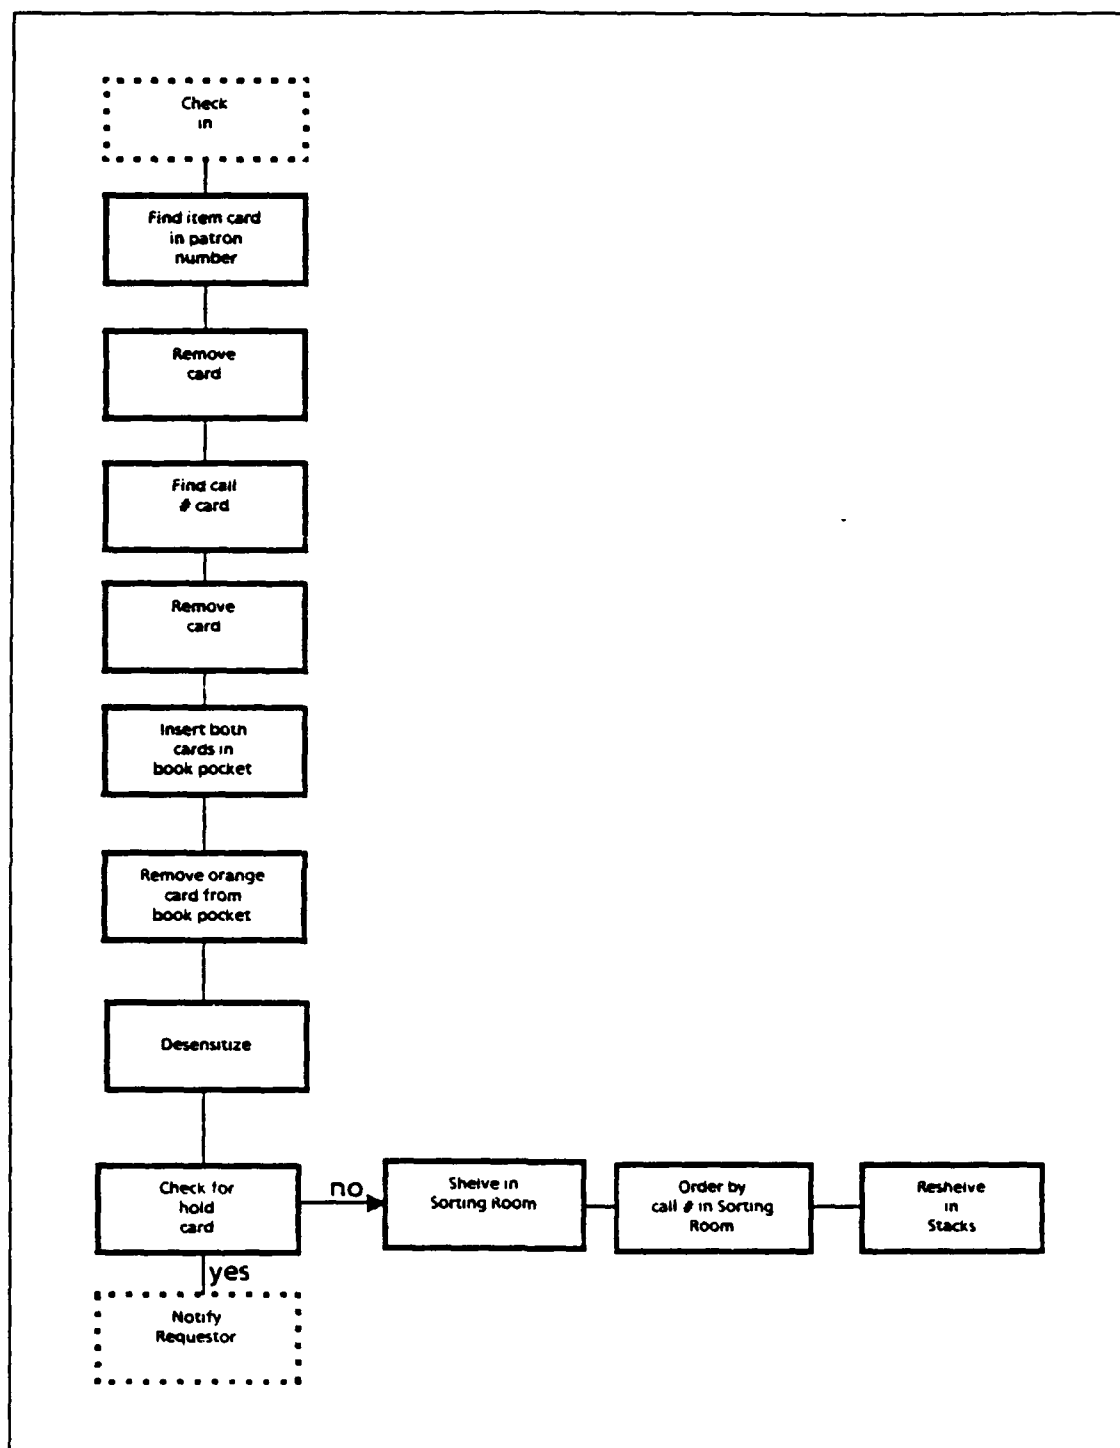 Check
in
Find item card
in patron
number
Remove
card
Find call
# card
Remove
card
Insert both
cards in
book pocket
Remove orange
card from
book pocket
Desensitize
Check for
hold
card
no
Shelve in
Sorting Room
Order by
call # in Sorting
Room
Reshelve
in
Stacks
yes
Notify
Requestor